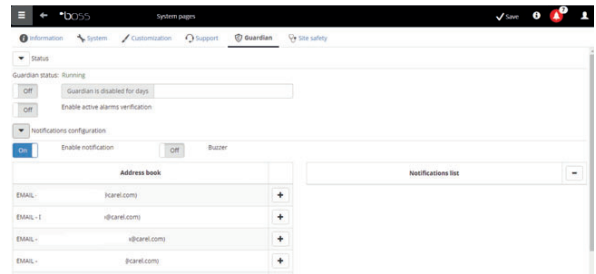 boss System pages Save
Information System Customization Support Guardian Site safety
Status
Guardian status: Running
Off Guardian is disabled for days
Off Enable active alarms verification
Notifications configuration
On Enable notification Off Buzzer
Address book Notifications list
EMAIL - @carel.com)
EMAIL - I @carel.com)
EMAIL - @carel.com)
EMAIL - @carel.com)